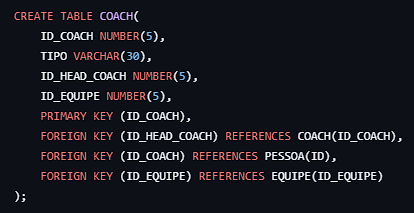 CREATE TABLE COACH(
    ID_COACH NUMBER(5),
    TIPO VARCHAR(30),
    ID_HEAD_COACH NUMBER(5),
    ID_EQUIPE NUMBER(5),
    PRIMARY KEY (ID_COACH),
    FOREIGN KEY (ID_HEAD_COACH) REFERENCES COACH(ID_COACH),
    FOREIGN KEY (ID_COACH) REFERENCES PESSOA(ID),
    FOREIGN KEY (ID_EQUIPE) REFERENCES EQUIPE(ID_EQUIPE)
);